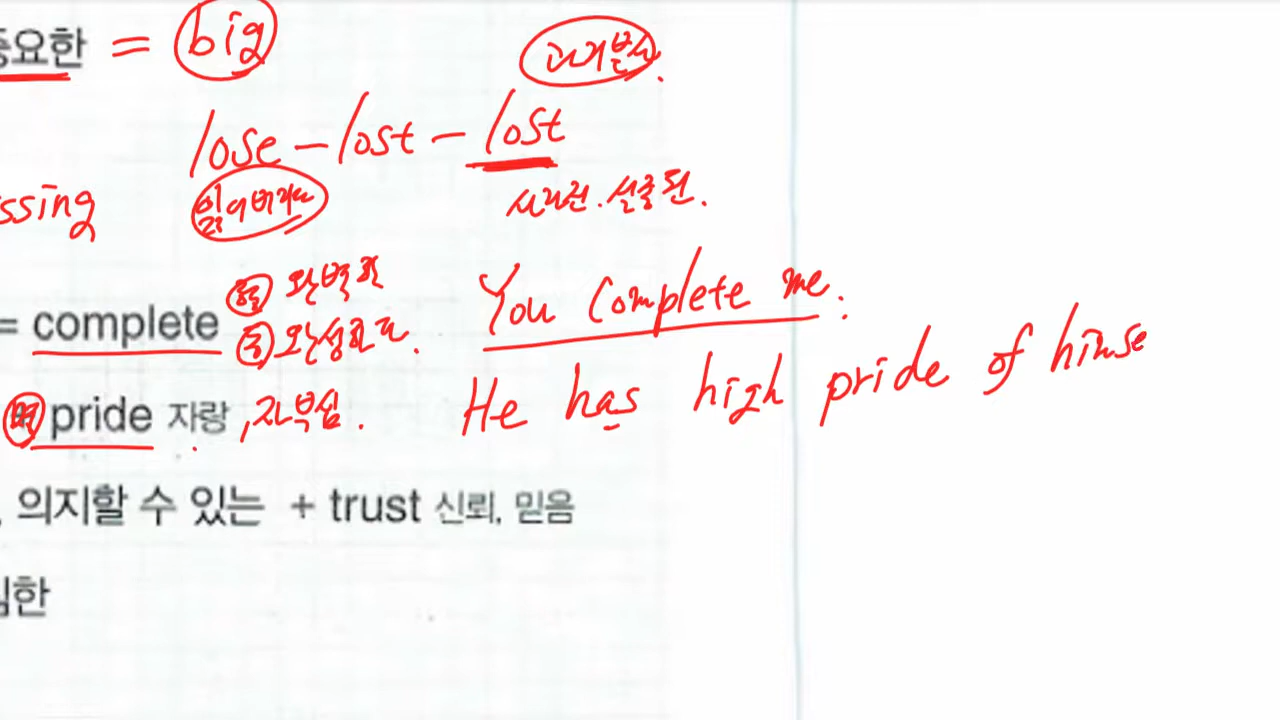 중요한 = big
과거분사.
lose - lost - lost
ssing 잃어버리다 사라진. 실종된.
= complete 형 완벽한
동 완성하다.
You complete me.
명 pride 자랑, 자부심.
He has high pride of himse
의지할 수 있는 + trust 신뢰, 믿음
한